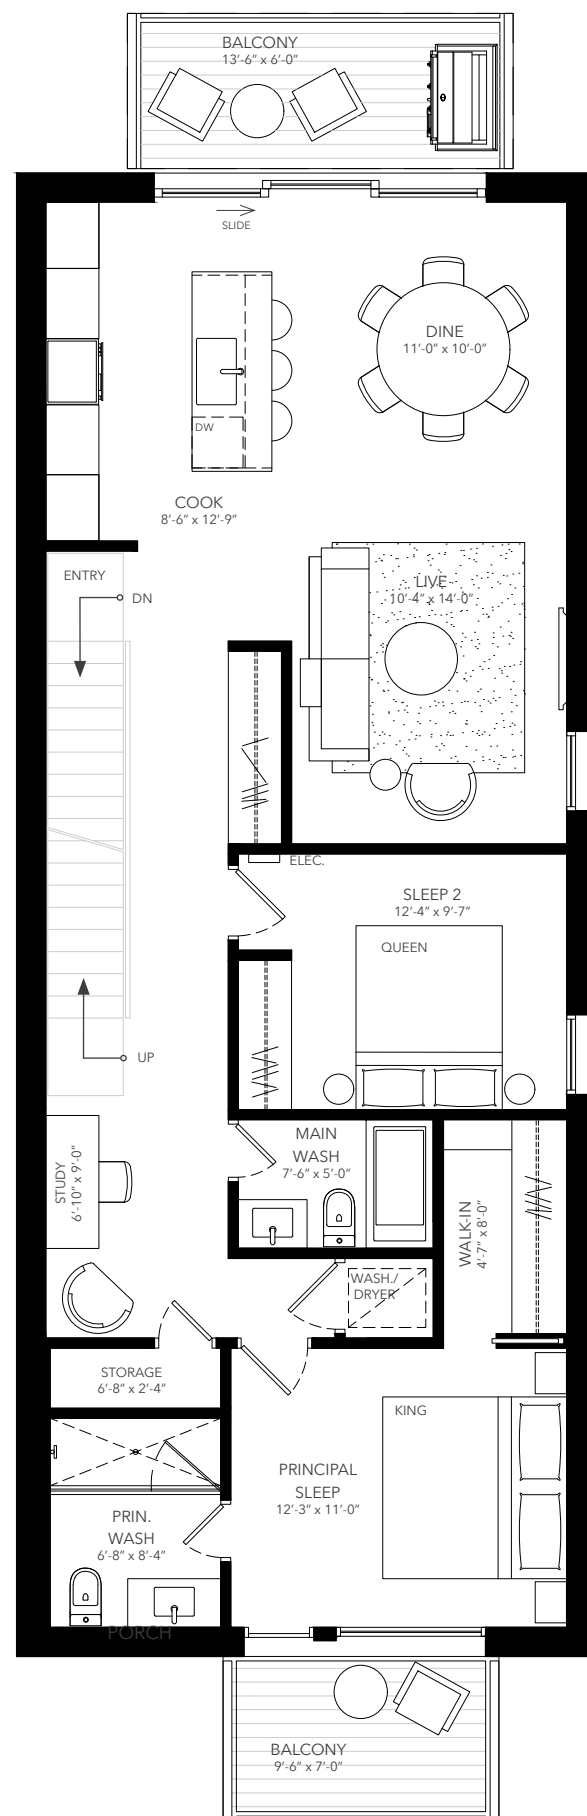 BALCONY
13'-6" x 6'-0"
SLIDE
DINE
11'-0" x 10'-0"
DW
COOK
8'-6" x 12'-9"
ENTRY
DN
LIVE
10'-4" x 14'-0"
ELEC.
SLEEP 2
12'-4" x 9'-7"
QUEEN
UP
STUDY
6'-10" x 9'-0"
MAIN
WASH
7'-6" x 5'-0"
WALK-IN
4'-7" x 8'-0"
WASH./
DRYER
STORAGE
6'-8" x 2'-4"
KING
PRINCIPAL
SLEEP
12'-3" x 11'-0"
PRIN.
WASH
6'-8" x 8'-4"
PORCH
BALCONY
9'-6" x 7'-0"